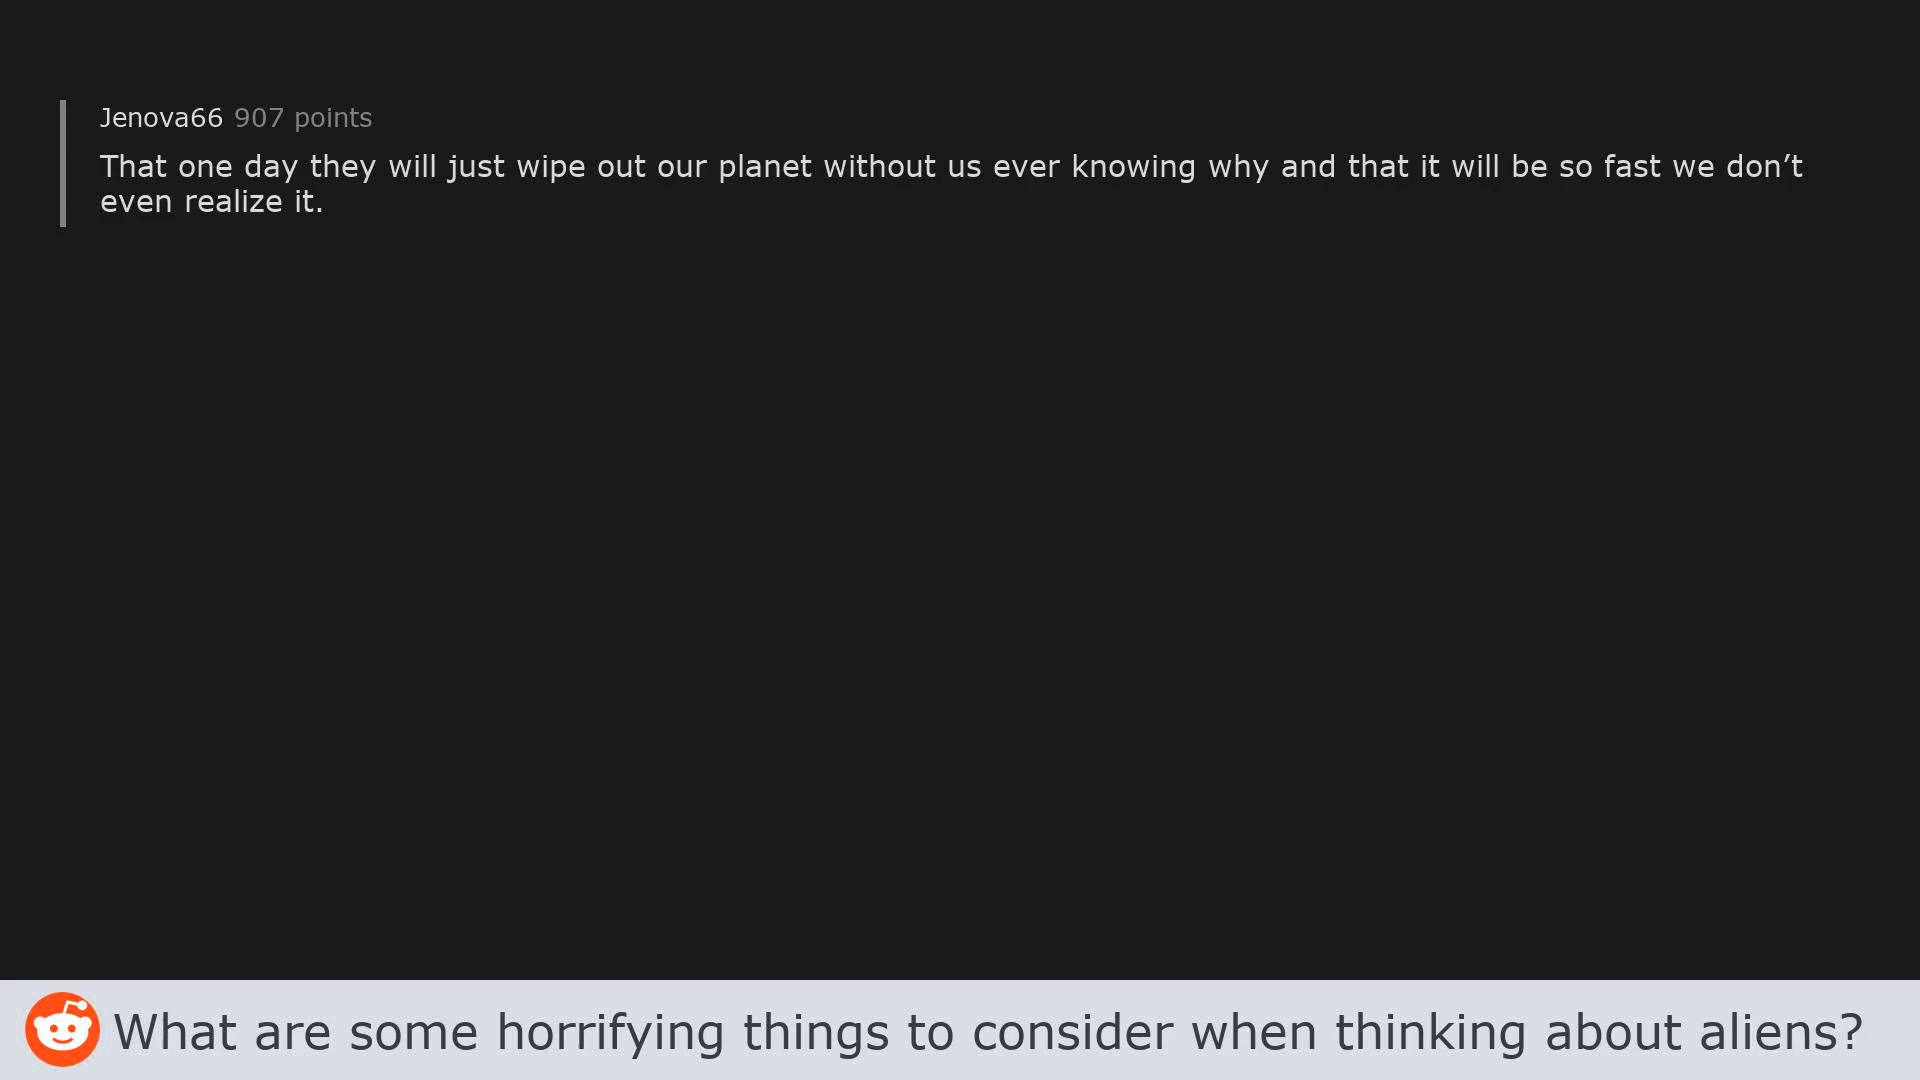 Jenova66 907 points
That one day they will just wipe out our planet without us ever knowing why and that it will be so fast we don’t
even realize it.
What are some horrifying things to consider when thinking about aliens?